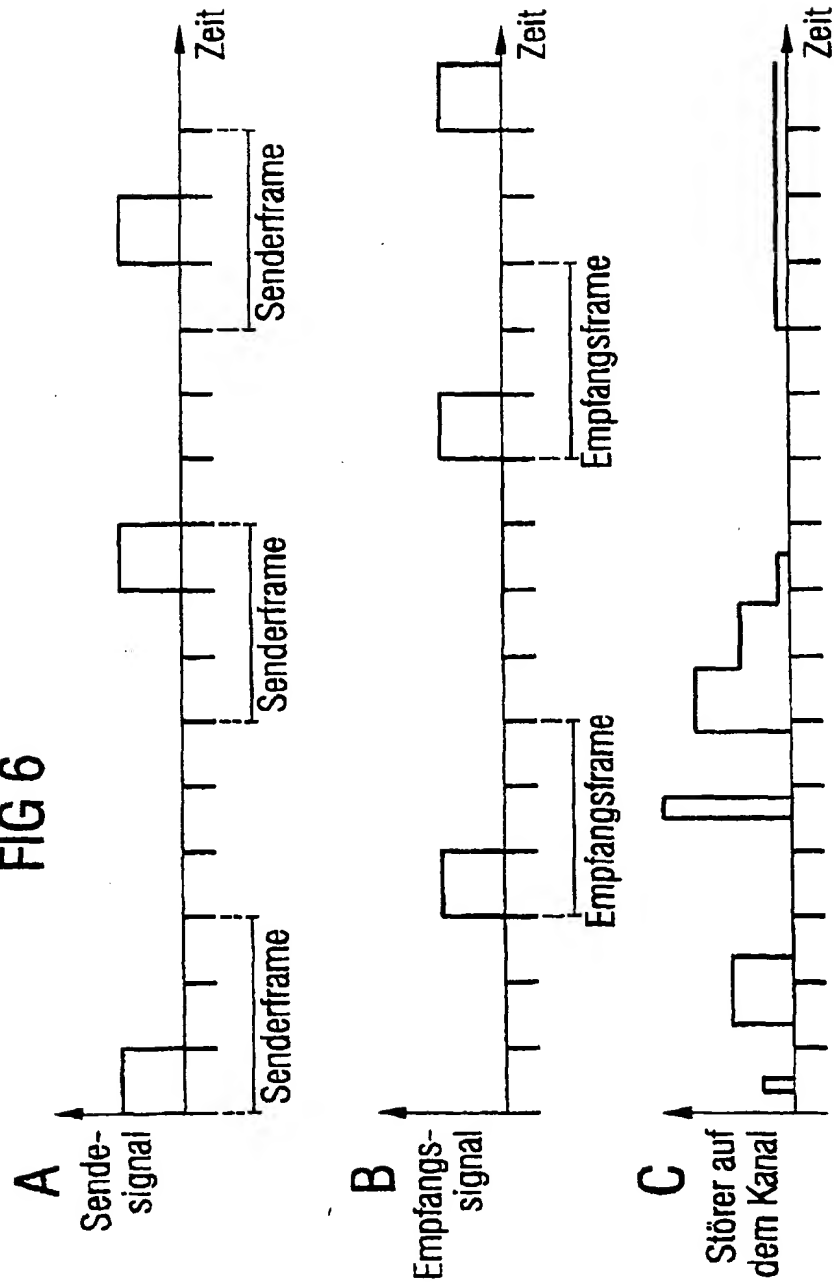 FIG 6
A
Sende-
signal
Senderframe
Senderframe
Senderframe
Zeit
B
Empfangs-
signal
Empfangsframe
Empfangsframe
Zeit
C
Störer auf
dem Kanal
Zeit